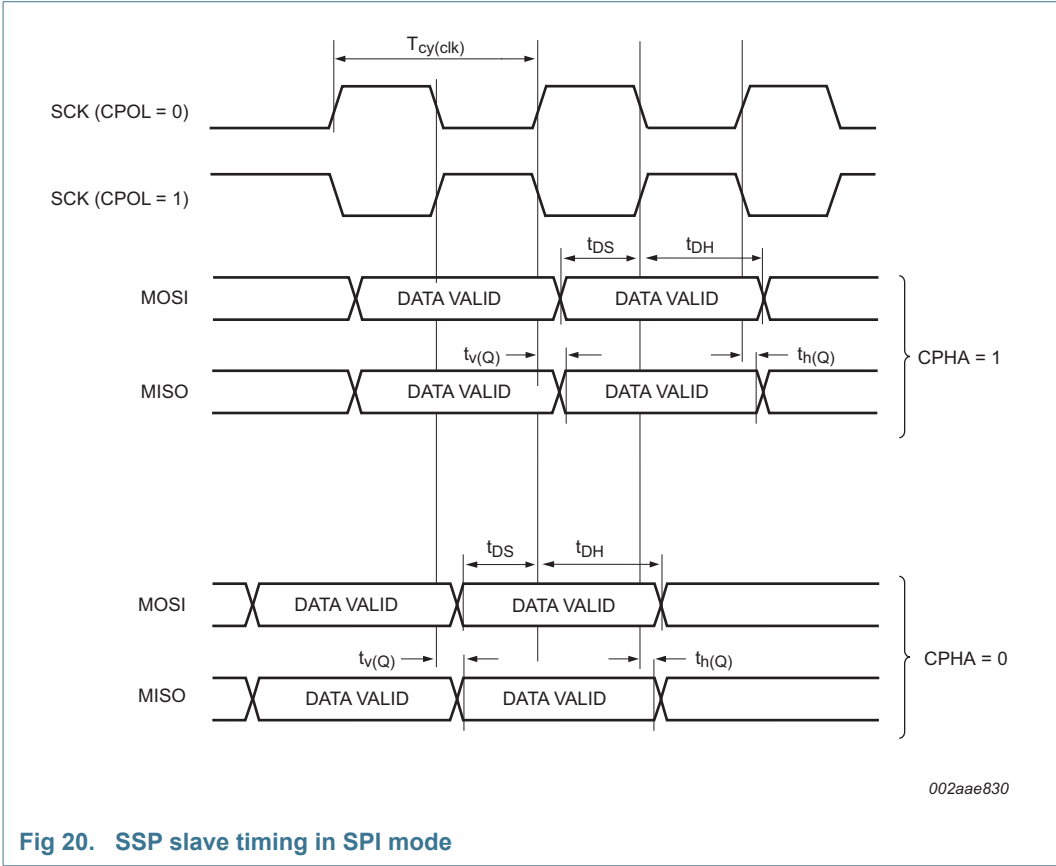 Tcy(clk)
SCK (CPOL = 0)
SCK (CPOL = 1)
tDS tDH
MOSI DATA VALID DATA VALID
tv(Q) th(Q)
CPHA = 1
MISO DATA VALID DATA VALID
tDS tDH
MOSI DATA VALID DATA VALID
tv(Q) th(Q)
CPHA = 0
MISO DATA VALID DATA VALID
002aae830
Fig 20. SSP slave timing in SPI mode